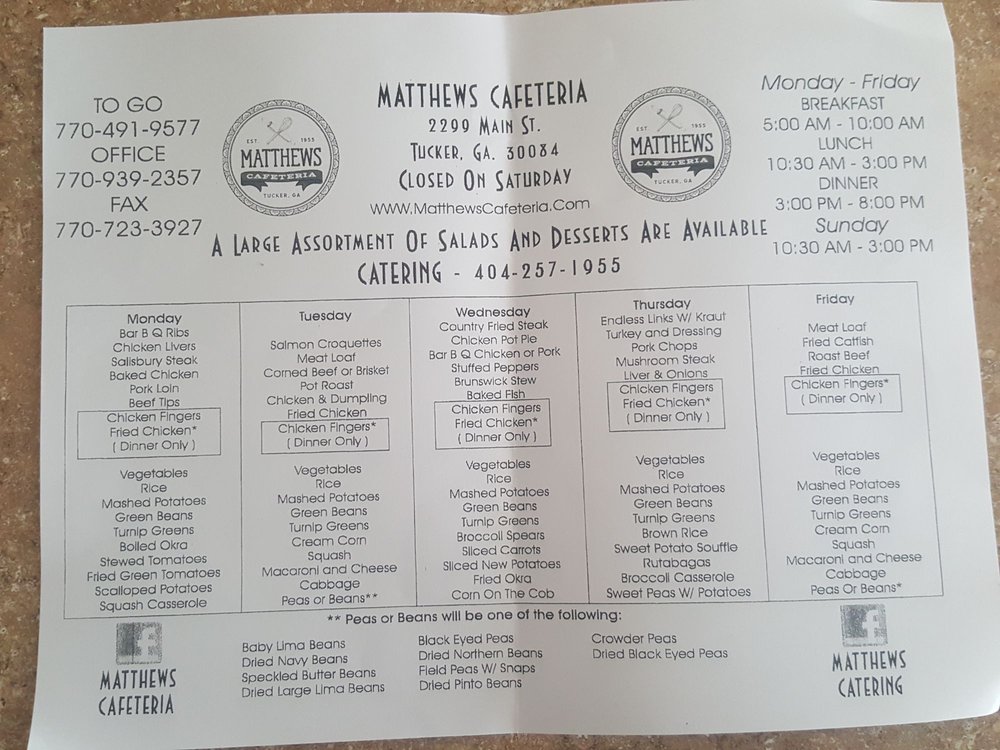 TO GO
770-491-9577
OFFICE
770-939-2357
FAX
770-723-3927
EST. 1955
MATTHEWS
CAFETERIA
TUCKER, GA
MATTHEWS CAFETERIA
2299 MAIN ST.
TUCKER, GA. 30084
CLOSED ON SATURDAY
WWW.MATTHEWSCAFETERIA.COM
EST. 1955
MATTHEWS
CAFETERIA
TUCKER, GA
Monday - Friday
BREAKFAST
5:00 AM - 10:00 AM
LUNCH
10:30 AM - 3:00 PM
DINNER
3:00 PM - 8:00 PM
Sunday
10:30 AM - 3:00 PM
A LARGE ASSORTMENT OF SALADS AND DESSERTS ARE AVAILABLE
CATERING - 404-257-1955
Monday
Bar B Q Ribs
Chicken Livers
Salisbury Steak
Baked Chicken
Pork Loin
Beef Tips
Chicken Fingers
Fried Chicken*
( Dinner Only )
Vegetables
Rice
Mashed Potatoes
Green Beans
Turnip Greens
Boiled Okra
Stewed Tomatoes
Fried Green Tomatoes
Scalloped Potatoes
Squash Casserole
Tuesday
Salmon Croquettes
Meat Loaf
Corned Beef or Brisket
Pot Roast
Chicken & Dumpling
Fried Chicken
Chicken Fingers*
( Dinner Only )
Vegetables
Rice
Mashed Potatoes
Green Beans
Turnip Greens
Cream Corn
Squash
Macaroni and Cheese
Cabbage
Peas or Beans**
Wednesday
Country Fried Steak
Chicken Pot Pie
Bar B Q Chicken or Pork
Stuffed Peppers
Brunswick Stew
Baked Fish
Chicken Fingers
Fried Chicken*
( Dinner Only )
Vegetables
Rice
Mashed Potatoes
Green Beans
Turnip Greens
Broccoli Spears
Sliced Carrots
Sliced New Potatoes
Fried Okra
Corn On The Cob
Thursday
Endless Links W/ Kraut
Turkey and Dressing
Pork Chops
Mushroom Steak
Liver & Onions
Chicken Fingers
Fried Chicken*
( Dinner Only )
Vegetables
Rice
Mashed Potatoes
Green Beans
Turnip Greens
Brown Rice
Sweet Potato Souffle
Rutabagas
Broccoli Casserole
Sweet Peas W/ Potatoes
Friday
Meat Loaf
Fried Catfish
Roast Beef
Fried Chicken
Chicken Fingers*
( Dinner Only )
Vegetables
Rice
Mashed Potatoes
Green Beans
Turnip Greens
Cream Corn
Squash
Macaroni and Cheese
Cabbage
Peas Or Beans*
** Peas or Beans will be one of the following:
Baby Lima Beans
Dried Navy Beans
Speckled Butter Beans
Dried Large Lima Beans
Black Eyed Peas
Dried Northern Beans
Field Peas W/ Snaps
Dried Pinto Beans
Crowder Peas
Dried Black Eyed Peas
f
MATTHEWS
CAFETERIA
f
MATTHEWS
CATERING